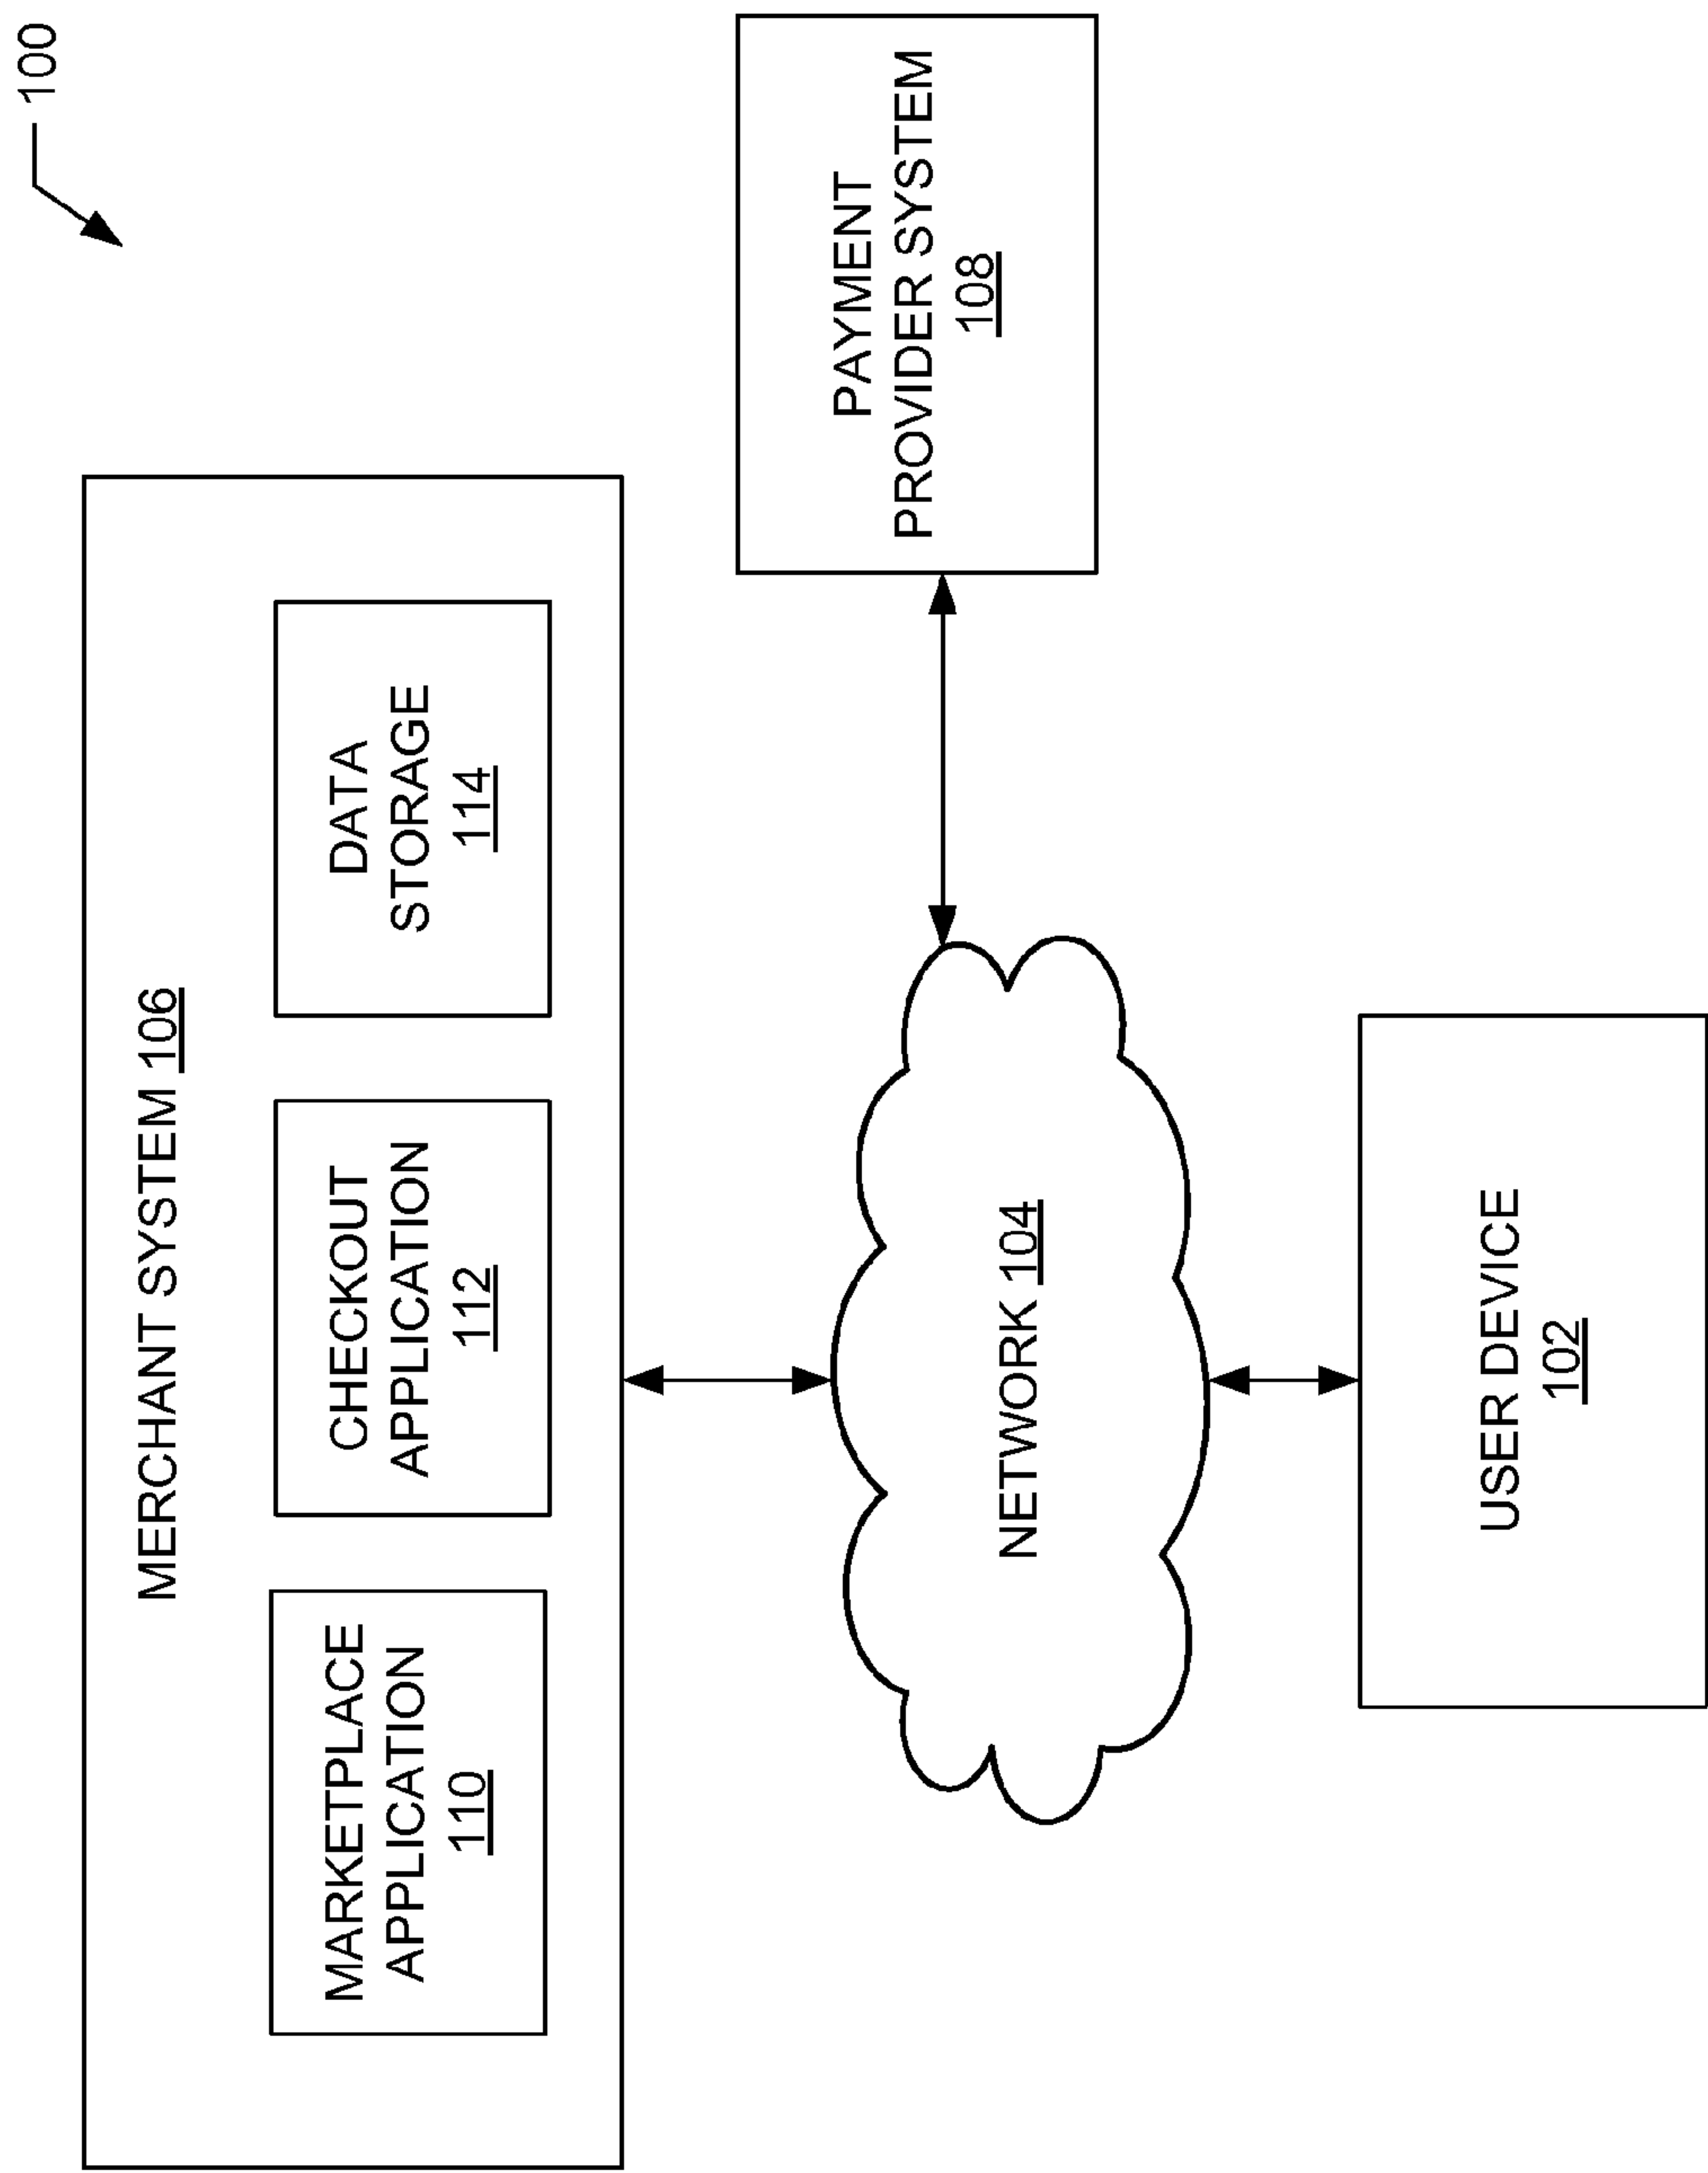 100
MERCHANT SYSTEM 106
MARKETPLACE
APPLICATION
110
CHECKOUT
APPLICATION
112
DATA
STORAGE
114
NETWORK 104
PAYMENT
PROVIDER SYSTEM
108
USER DEVICE
102